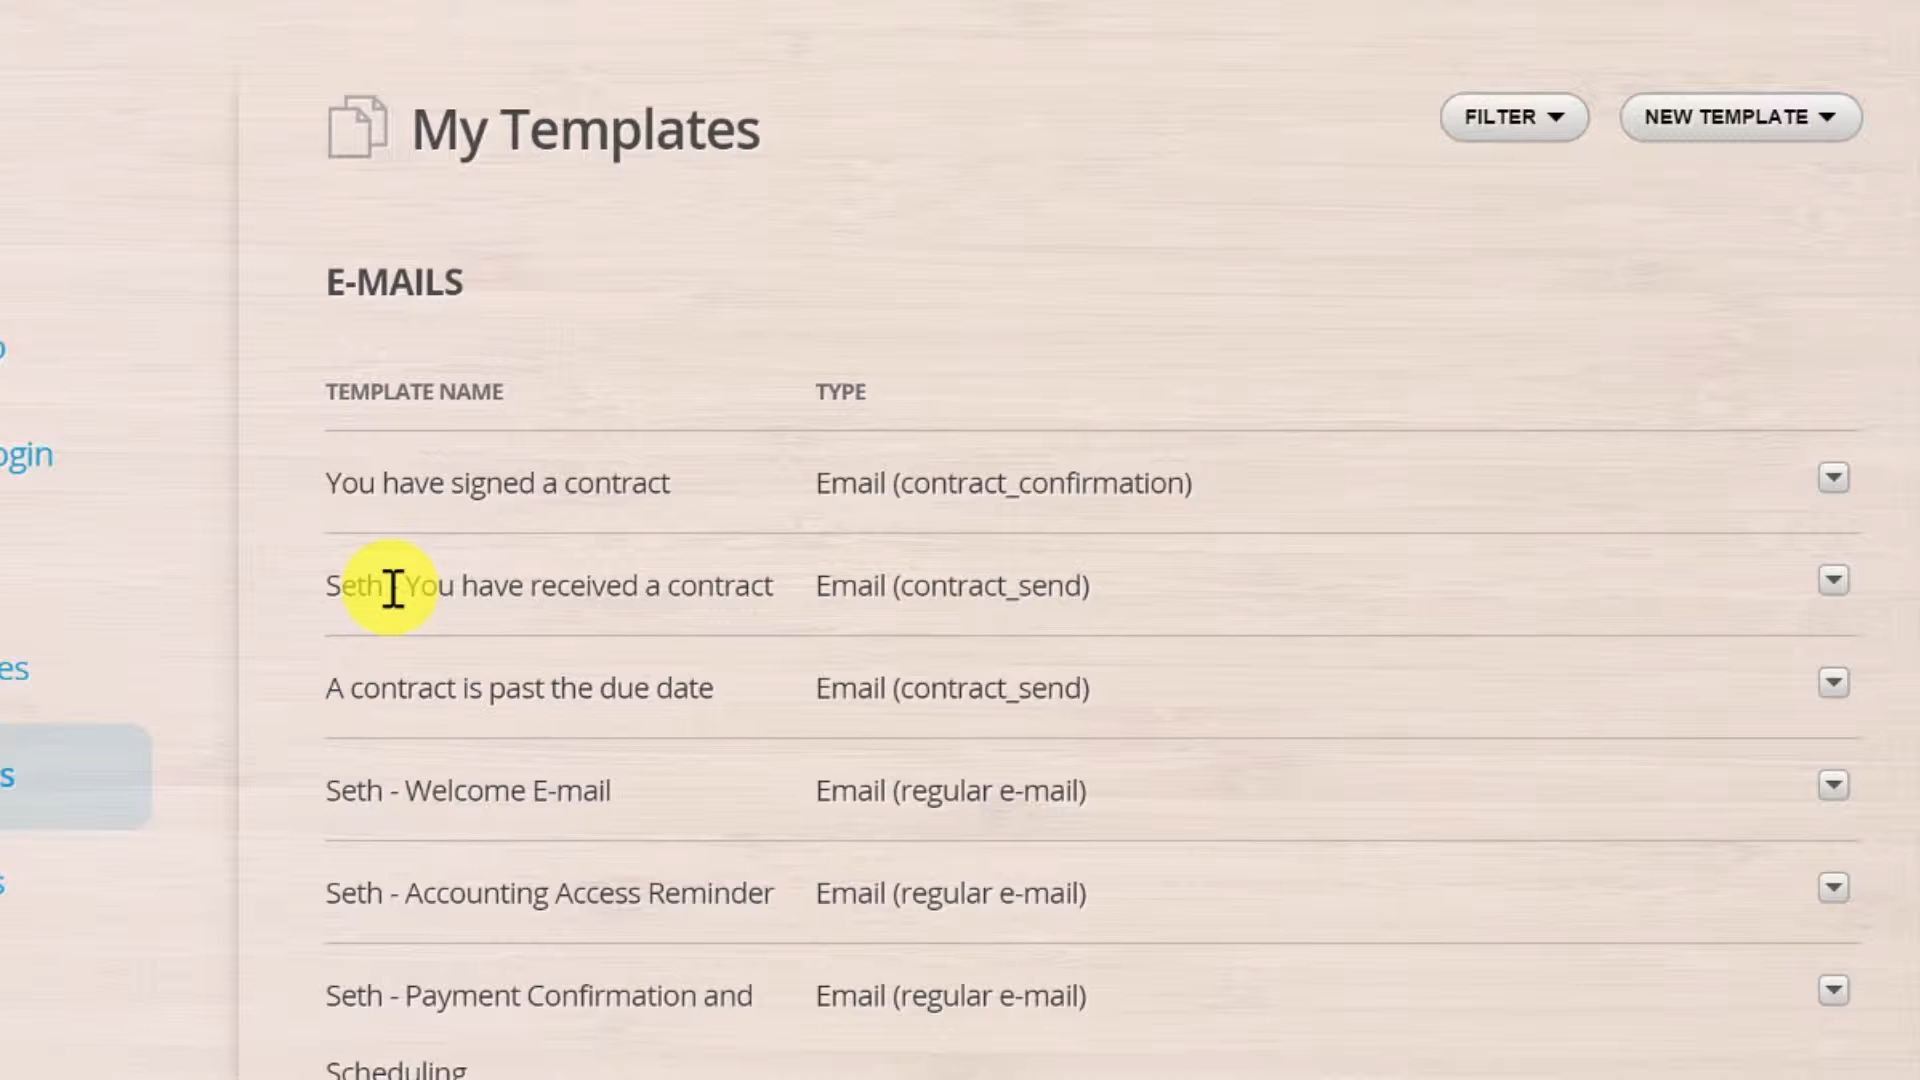 My Templates
FILTER
NEW TEMPLATE
E-MAILS
TEMPLATE NAME TYPE
You have signed a contract Email (contract_confirmation)
ogin
Seth - You have received a contract Email (contract_send)
A contract is past the due date Email (contract_send)
es
s
Seth - Welcome E-mail Email (regular e-mail)
Seth - Accounting Access Reminder Email (regular e-mail)
Seth - Payment Confirmation and Email (regular e-mail)
Scheduling